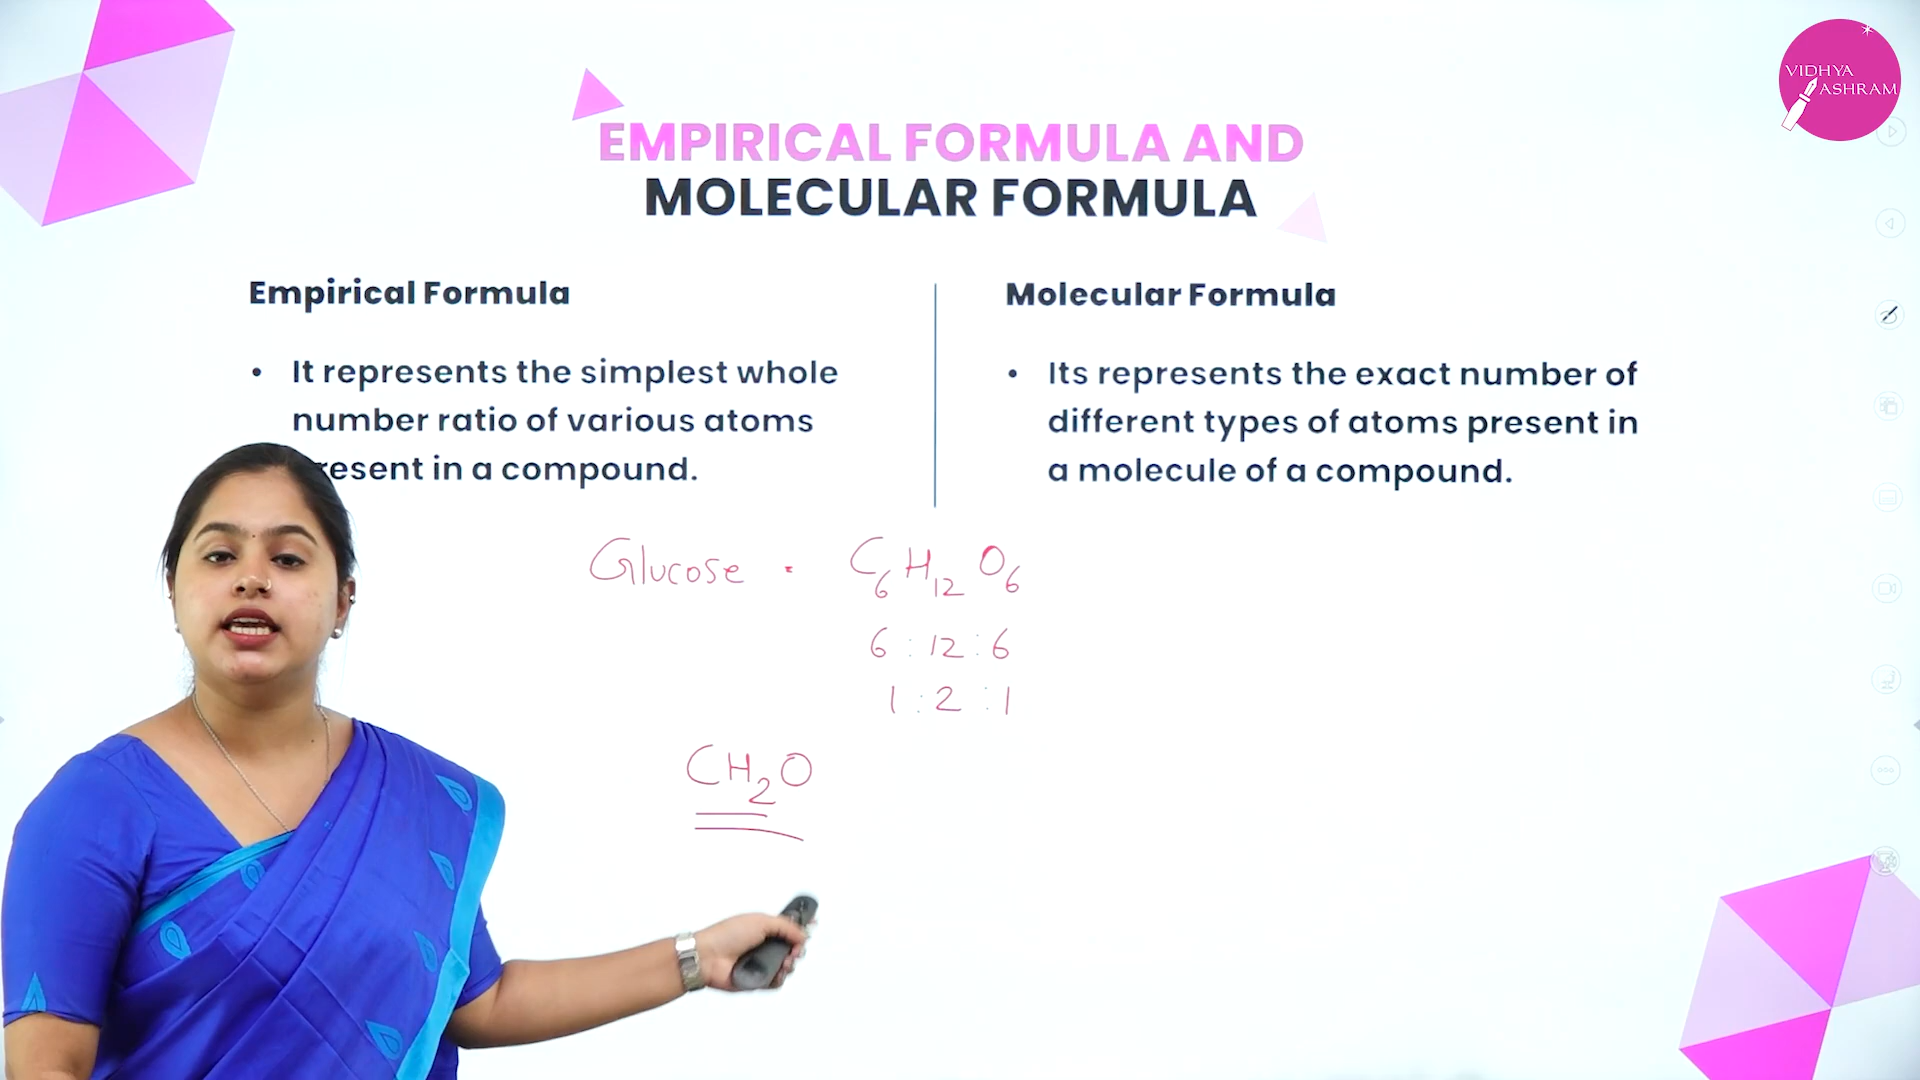 VIDHYA
ASHRAM
EMPIRICAL FORMULA AND
MOLECULAR FORMULA
Empirical Formula
• It represents the simplest whole
number ratio of various atoms
resent in a compound.
Molecular Formula
• Its represents the exact number of
different types of atoms present in
a molecule of a compound.
Glucose • C₆H₁₂O₆
6 : 12 : 6
1 : 2 : 1
CH₂O